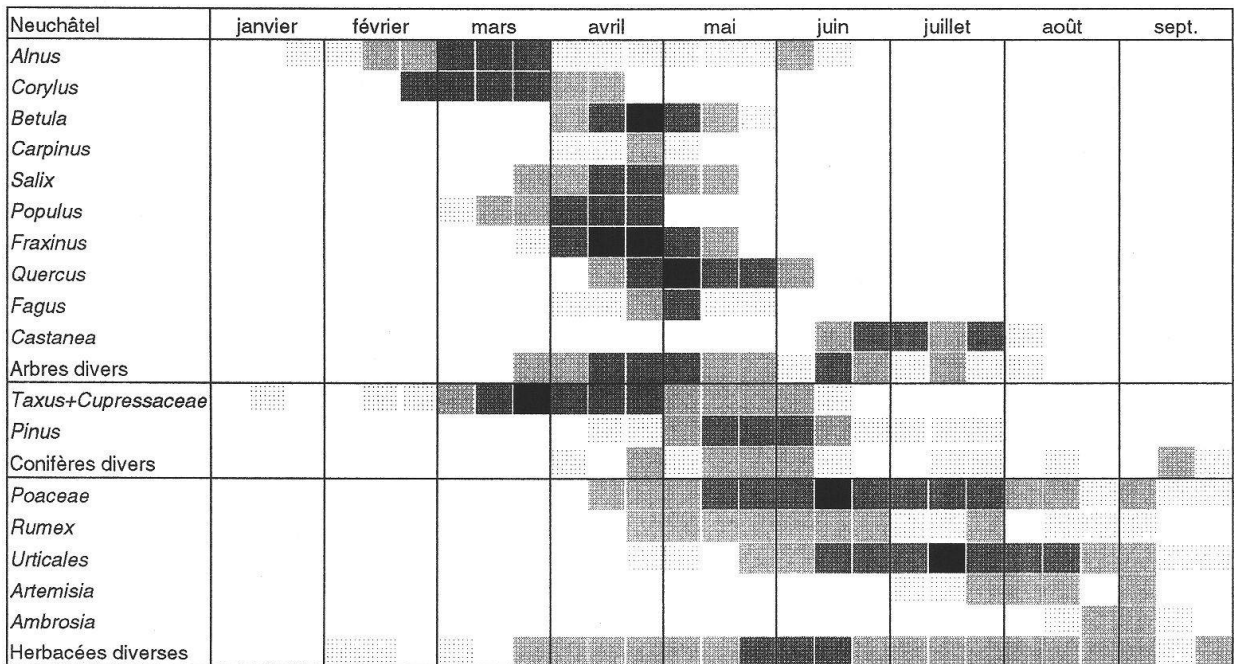 Neuchâtel janvier février mars avril mai juin juillet août sept.
Alnus
Corylus
Betula
Carpinus
Salix
Populus
Fraxinus
Quercus
Fagus
Castanea
Arbres divers
Taxus+Cupressaceae
Pinus
Conifères divers
Poaceae
Rumex
Urticales
Artemisia
Ambrosia
Herbacées diverses